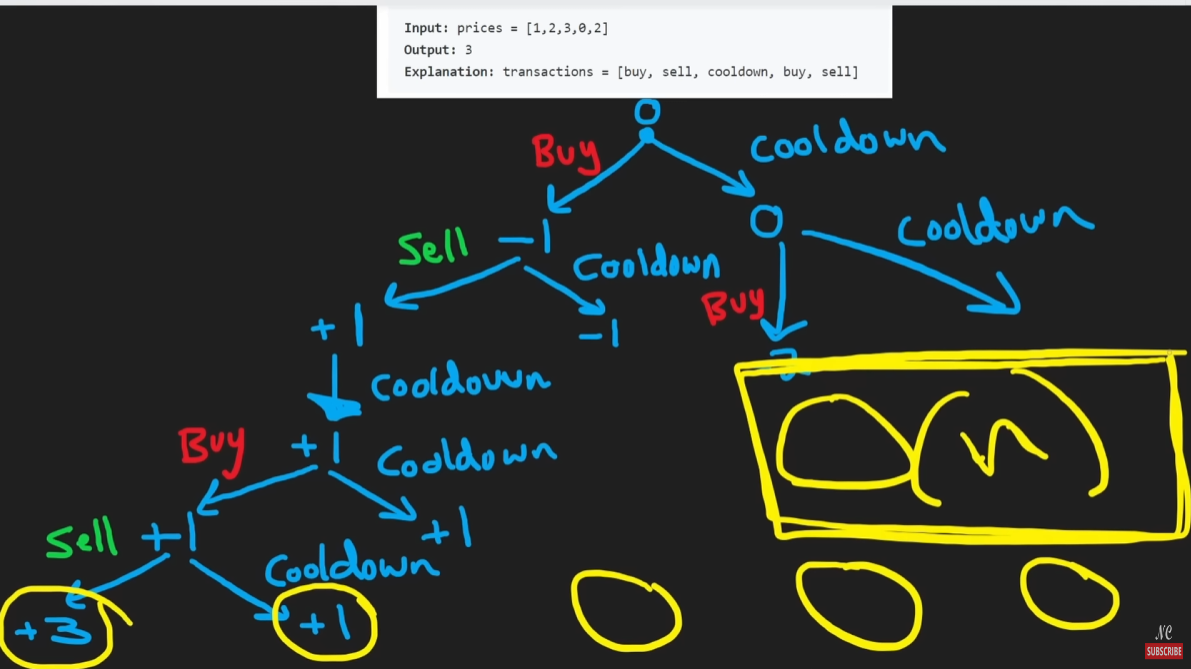 Input: prices = [1,2,3,0,2]
Output: 3
Explanation: transactions = [buy, sell, cooldown, buy, sell]
0
Buy
Cooldown
Sell
-1
Cooldown
0
Cooldown
Buy
+1
-1
Cooldown
Buy
+1
Cooldown
(n)
Sell
+1
+1
Cooldown
+3
+1
NC
SUBSCRIBE